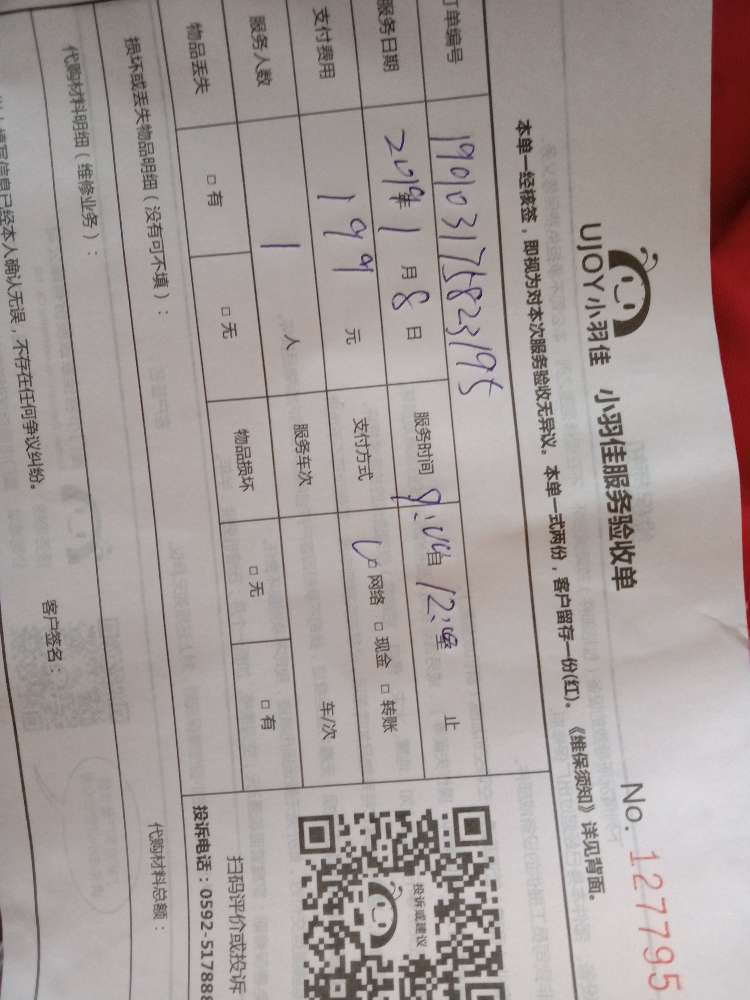 UJOY小羽佳 小羽佳服务验收单 No. 127795
本单一经核签，即视为对本次服务验收无异议。本单一式两份，客户留存一份(红)。《维保须知》详见背面。
订单编号 190103175823195
服务日期 2019年 1 月 8 日 服务时间 9:00自 12:00至 止
支付费用 199 元 支付方式 □网络 □现金 □转账
服务人数 1 人 服务车次 车/次
物品丢失 □有 □无 物品损坏 □无 □有
投诉或建议
扫码评价或投诉
投诉电话：0592-517888
损坏或丢失物品明细（没有可不填）：
代购材料明细（维修业务）： 代购材料总额：
填写信息已经本人确认无误，不存在任何争议纠纷。
客户签名：